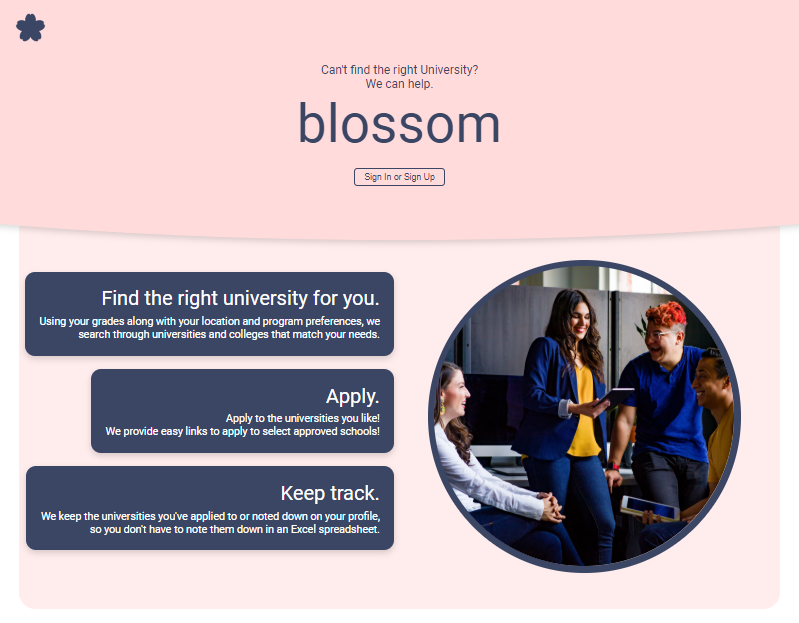 Can't find the right University?
We can help.
blossom
Sign In or Sign Up
Find the right university for you.
Using your grades along with your location and program preferences, we
search through universities and colleges that match your needs.
Apply.
Apply to the universities you like!
We provide easy links to apply to select approved schools!
Keep track.
We keep the universities you've applied to or noted down on your profile,
so you don't have to note them down in an Excel spreadsheet.